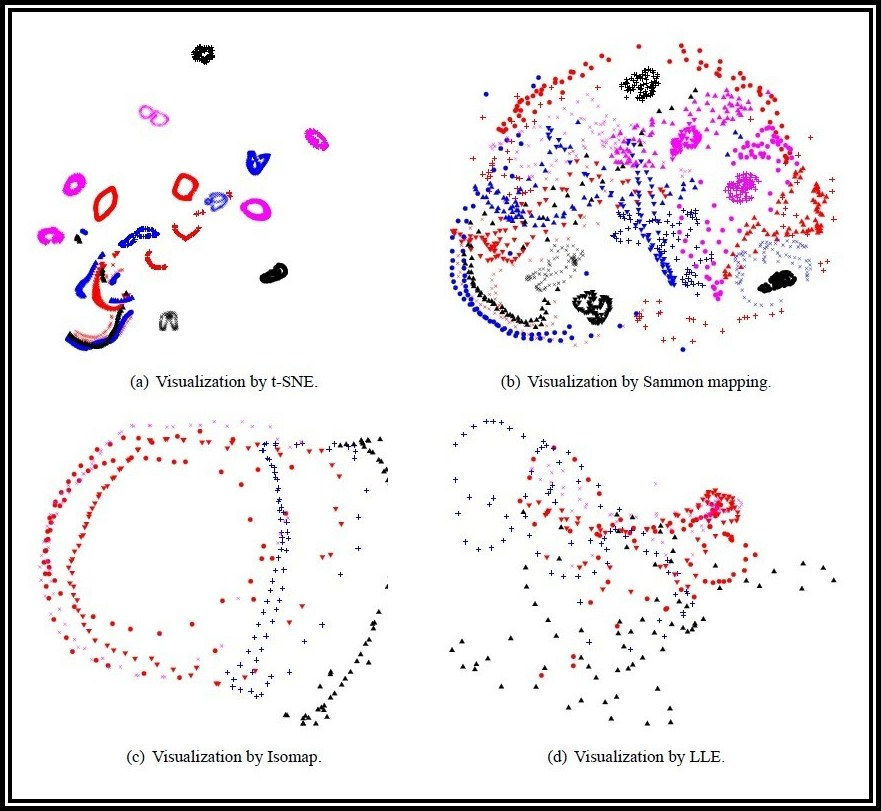 (a) Visualization by t-SNE.
(b) Visualization by Sammon mapping.
(c) Visualization by Isomap.
(d) Visualization by LLE.